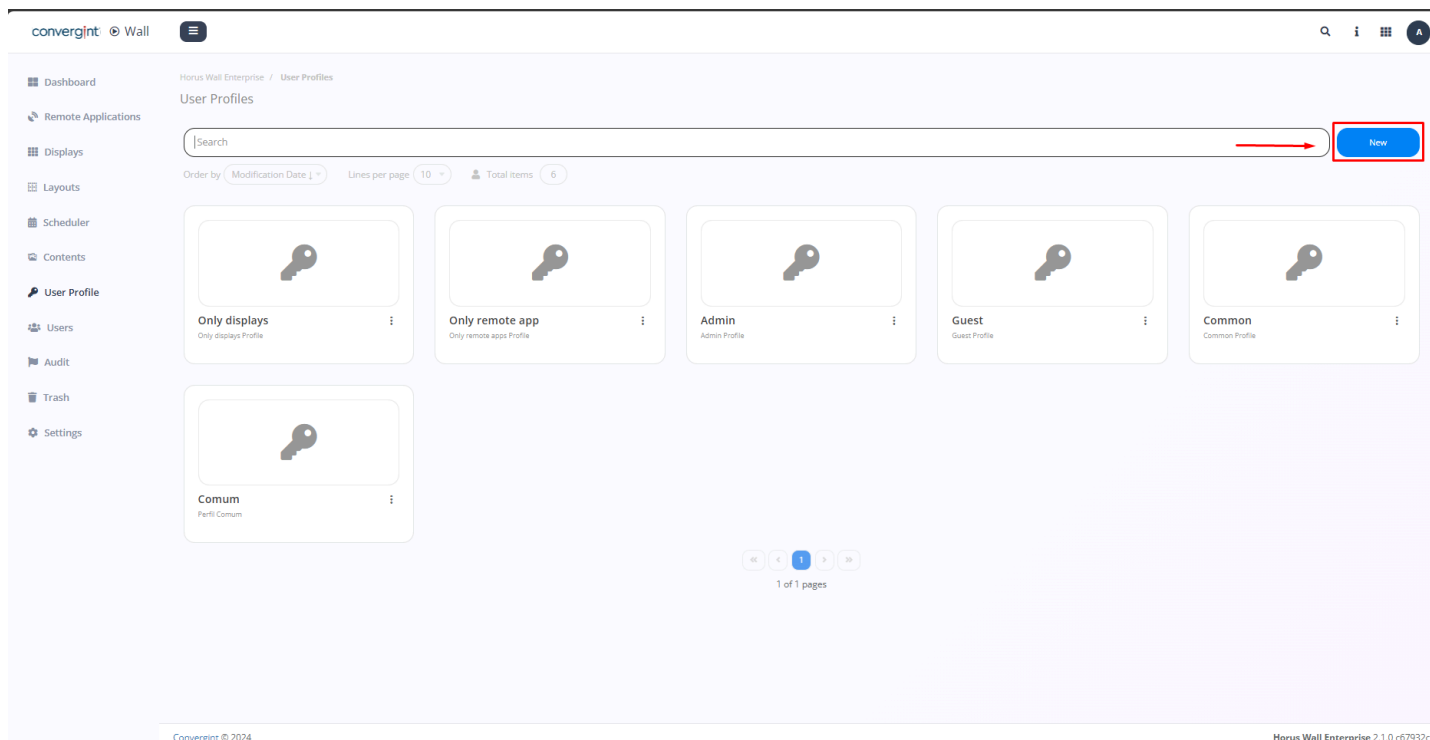 convergint Wall
A
Dashboard
Remote Applications
Displays
Layouts
Scheduler
Contents
User Profile
Users
Audit
Trash
Settings
Horus Wall Enterprise / User Profiles
User Profiles
Search
New
Order by Modification Date ↓ Lines per page 10 Total items 6
Only displays
Only displays Profile
Only remote app
Only remote apps Profile
Admin
Admin Profile
Guest
Guest Profile
Common
Common Profile
Comum
Perfil Comum
« ‹ 1 › »
1 of 1 pages
Convergint © 2024
Horus Wall Enterprise 2.1.0 c67932c